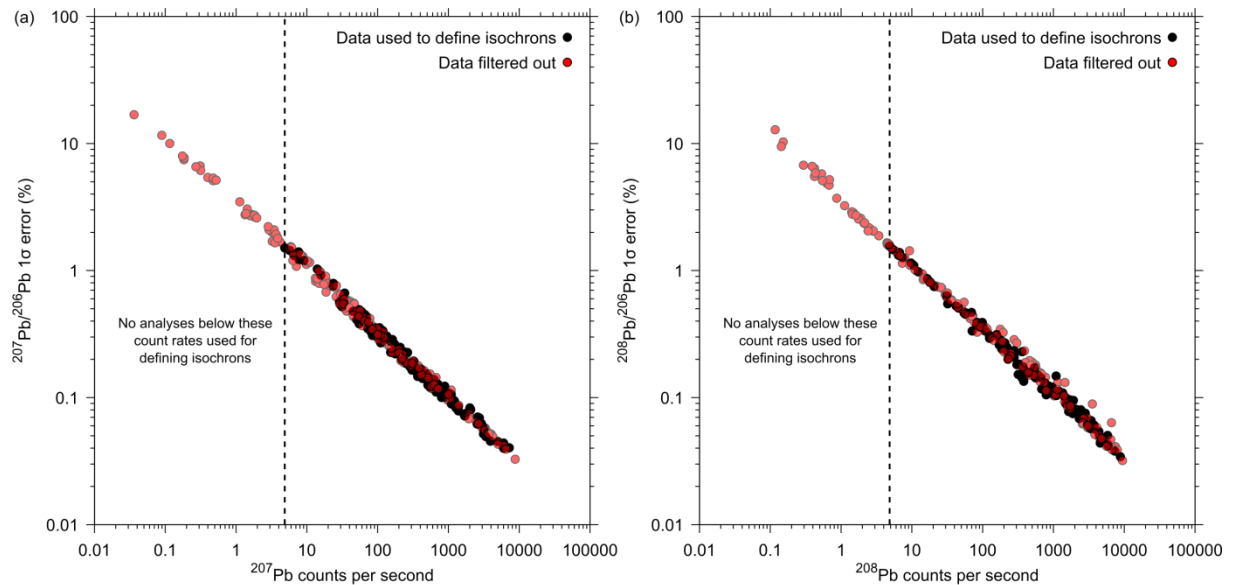 (a)
Data used to define isochrons
Data filtered out
100
10
1
0.1
0.01
²⁰⁷Pb/²⁰⁶Pb 1σ error (%)
No analyses below these
count rates used for
defining isochrons
0.01 0.1 1 10 100 1000 10000 100000
²⁰⁷Pb counts per second
(b)
Data used to define isochrons
Data filtered out
100
10
1
0.1
0.01
²⁰⁸Pb/²⁰⁶Pb 1σ error (%)
No analyses below these
count rates used for
defining isochrons
0.01 0.1 1 10 100 1000 10000 100000
²⁰⁸Pb counts per second